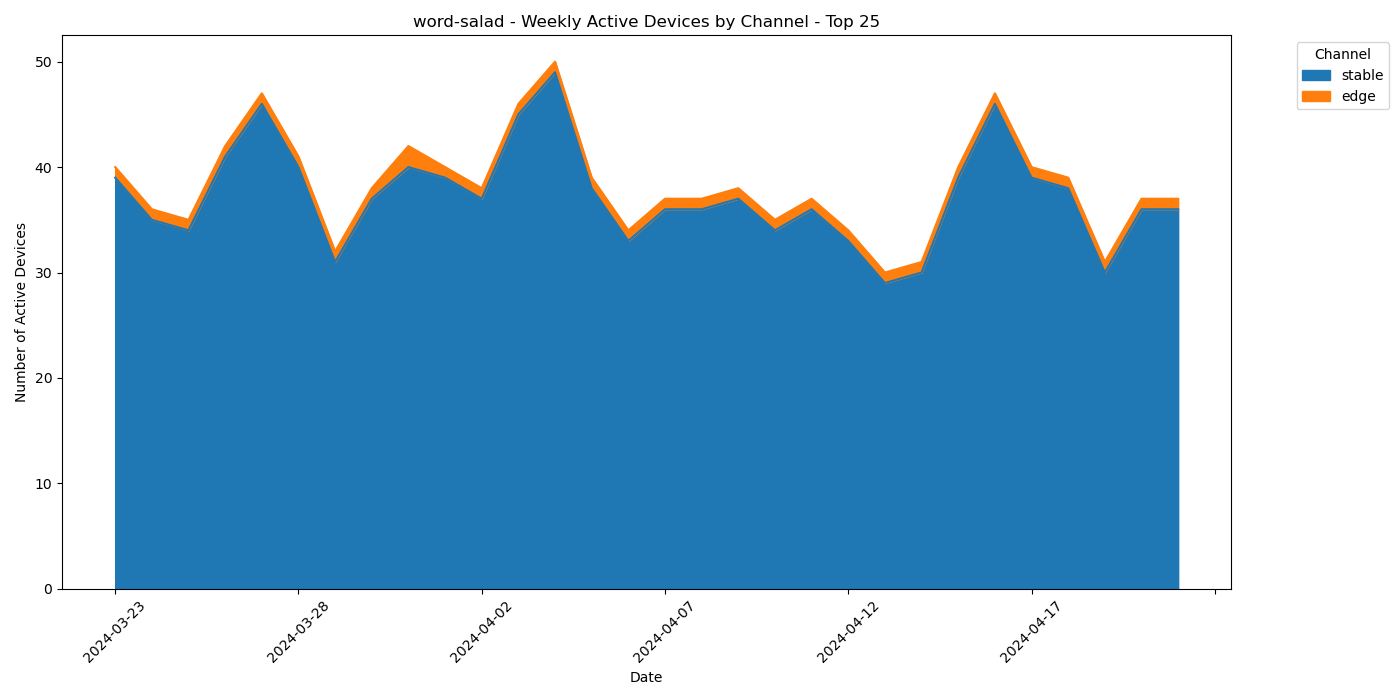 word-salad - Weekly Active Devices by Channel - Top 25
Channel
stable
edge
Number of Active Devices
50
40
30
20
10
0
2024-03-23
2024-03-28
2024-04-02
2024-04-07
2024-04-12
2024-04-17
Date